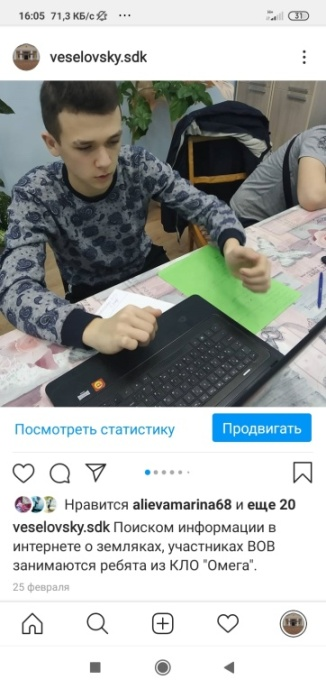 16:05 71,3 КБ/с ...
31
veselovsky.sdk
Посмотреть статистику
Продвигать
Нравится alievamarina68 и еще 20
veselovsky.sdk Поиском информации в
интернете о земляках, участниках ВОВ
занимаются ребята из КЛО "Омега".
25 февраля